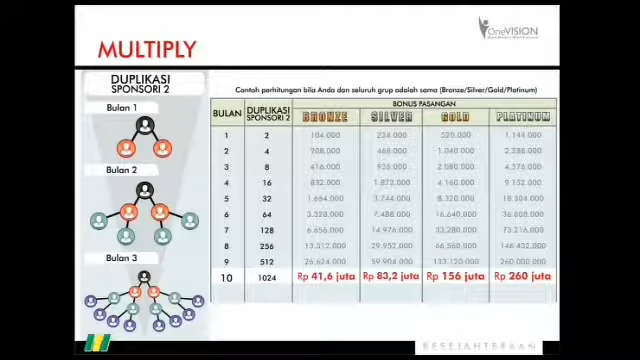 OneVISION
MULTIPLY
DUPLIKASI
SPONSORI 2
Bulan 1
Bulan 2
Bulan 3
Contoh perhitungan bila Anda dan seluruh grup adalah sama (Bronze/Silver/Gold/Platinum)
BULAN DUPLIKASI SPONSORI 2 BONUS PASANGAN
BRONZE SILVER GOLD PLATINUM
1 2 104.000 234.000 520.000 1.144.000
2 4 208.000 468.000 1.040.000 2.288.000
3 8 416.000 936.000 2.080.000 4.576.000
4 16 832.000 1.872.000 4.160.000 9.152.000
5 32 1.664.000 3.744.000 8.320.000 18.304.000
6 64 3.328.000 7.488.000 16.640.000 36.608.000
7 128 6.656.000 14.976.000 33.280.000 73.216.000
8 256 13.312.000 29.952.000 66.560.000 146.432.000
9 512 26.624.000 59.904.000 133.120.000 260.000.000
10 1024 Rp 41,6 juta Rp 83,2 juta Rp 156 juta Rp 260 juta
KESEJAHTERAAN